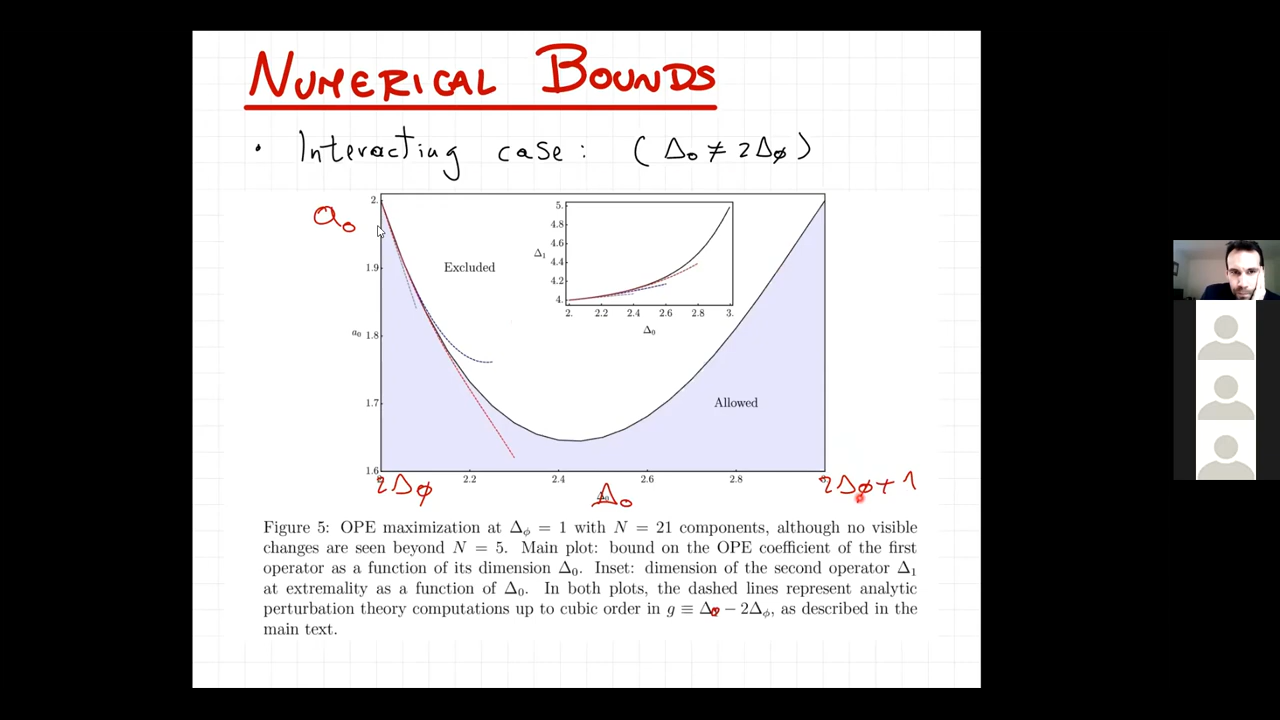 NUMERICAL BOUNDS
• Interacting case: (Δ₀ ≠ 2Δϕ)
a₀
2.
1.9
1.8
1.7
1.6
a₀
Excluded
Allowed
5.
4.8
4.6
4.4
4.2
4.
Δ₁
2. 2.2 2.4 2.6 2.8 3.
Δ₀
2.2 2.4 2.6 2.8
2Δϕ Δ₀ 2Δϕ+1
Figure 5: OPE maximization at Δϕ = 1 with N = 21 components, although no visible
changes are seen beyond N = 5. Main plot: bound on the OPE coefficient of the first
operator as a function of its dimension Δ₀. Inset: dimension of the second operator Δ₁
at extremality as a function of Δ₀. In both plots, the dashed lines represent analytic
perturbation theory computations up to cubic order in g ≡ Δ₀ − 2Δϕ, as described in the
main text.